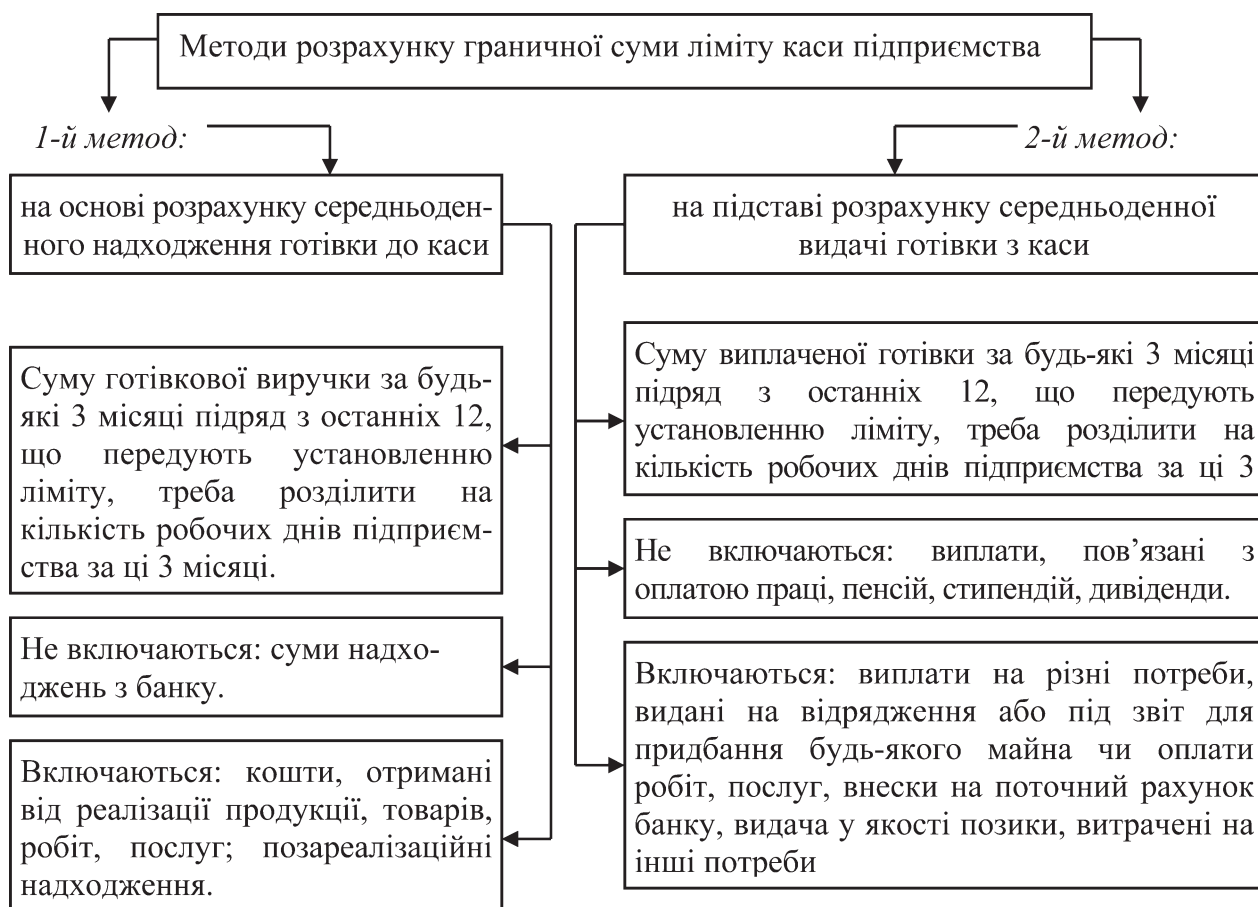 Методи розрахунку граничної суми ліміту каси підприємства
1-й метод:
на основі розрахунку середньоден-
ного надходження готівки до каси
Суму готівкової виручки за будь-
які 3 місяці підряд з останніх 12,
що передують установленню
ліміту, треба розділити на
кількість робочих днів підприєм-
ства за ці 3 місяці.
Не включаються: суми надхо-
джень з банку.
Включаються: кошти, отримані
від реалізації продукції, товарів,
робіт, послуг; позареалізаційні
надходження.
2-й метод:
на підставі розрахунку середньоденної
видачі готівки з каси
Суму виплаченої готівки за будь-які 3 місяці
підряд з останніх 12, що передують
установленню ліміту, треба розділити на
кількість робочих днів підприємства за ці 3
Не включаються: виплати, пов’язані з
оплатою праці, пенсій, стипендій, дивіденди.
Включаються: виплати на різні потреби,
видані на відрядження або під звіт для
придбання будь-якого майна чи оплати
робіт, послуг, внески на поточний рахунок
банку, видача у якості позики, витрачені на
інші потреби